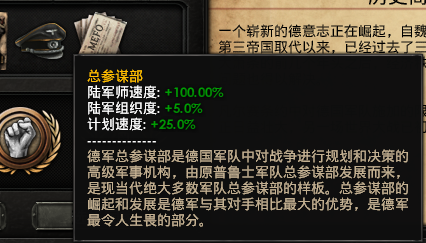 一个崭新的德意志正在崛起，自魏
第三帝国取代以来，已经过去了三
MEFO
总参谋部
陆军师速度: +100.00%
陆军组织度: +5.0%
计划速度: +25.0%
--------------
德军总参谋部是德国军队中对战争进行规划和决策的
高级军事机构，由原普鲁士军队总参谋部发展而来，
是现代绝大多数军队总参谋部的样板。总参谋部的
崛起和发展是德军与其对手相比最大的优势，是德军
最令人生畏的部分。